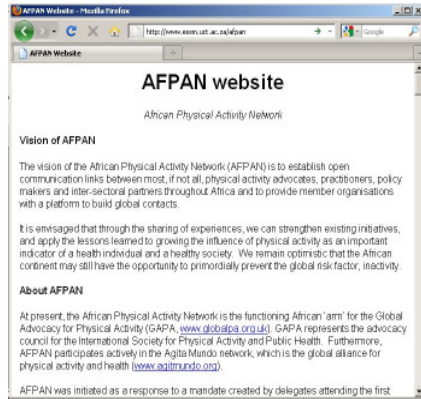 AFPAN Website - Mozilla Firefox
http://www.essm.uct.ac.za/afpan
Google
AFPAN Website
AFPAN website
African Physical Activity Network
Vision of AFPAN
The vision of the African Physical Activity Network (AFPAN) is to establish open
communication links between most, if not all, physical activity advocates, practitioners, policy
makers and inter-sectoral partners throughout Africa and to provide member organisations
with a platform to build global contacts.
It is envisaged that through the sharing of experiences, we can strengthen existing initiatives,
and apply the lessons learned to growing the influence of physical activity as an important
indicator of a health individual and a healthy society. We remain optimistic that the African
continent may still have the opportunity to primordially prevent the global risk factor, inactivity.
About AFPAN
At present, the African Physical Activity Network is the functioning African 'arm' for the Global
Advocacy for Physical Activity (GAPA, www.globalpa.org.uk). GAPA represents the advocacy
council for the International Society for Physical Activity and Public Health. Furthermore,
AFPAN participates actively in the Agita Mundo network, which is the global alliance for
physical activity and health (www.agitmundo.org).
AFPAN was initiated as a response to a mandate created by delegates attending the first